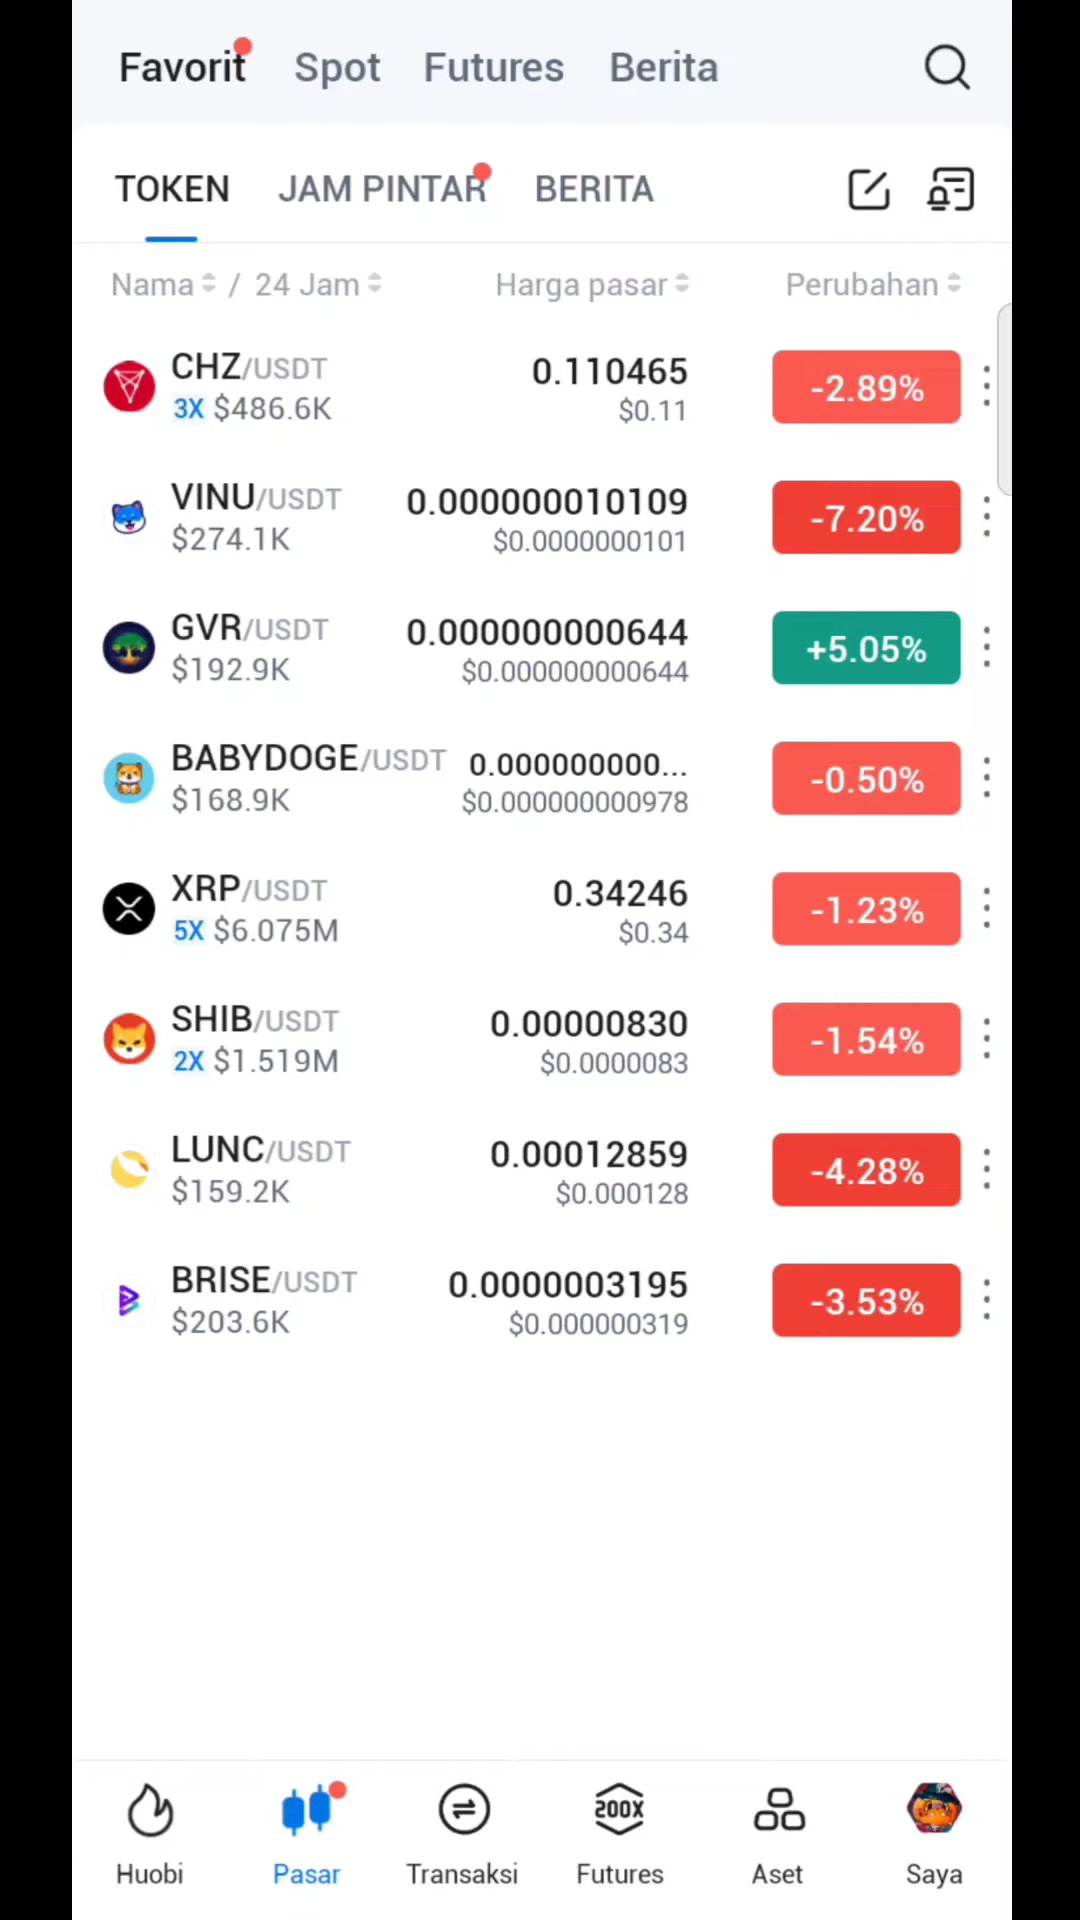 Favorit Spot Futures Berita
TOKEN JAM PINTAR BERITA
Nama / 24 Jam Harga pasar Perubahan
CHZ/USDT 0.110465 -2.89%
3X $486.6K $0.11
VINU/USDT 0.000000010109 -7.20%
$274.1K $0.0000000101
GVR/USDT 0.000000000644 +5.05%
$192.9K $0.000000000644
BABYDOGE/USDT 0.000000000... -0.50%
$168.9K $0.000000000978
XRP/USDT 0.34246 -1.23%
5X $6.075M $0.34
SHIB/USDT 0.00000830 -1.54%
2X $1.519M $0.0000083
LUNC/USDT 0.00012859 -4.28%
$159.2K $0.000128
BRISE/USDT 0.0000003195 -3.53%
$203.6K $0.000000319
200X
Huobi Pasar Transaksi Futures Aset Saya